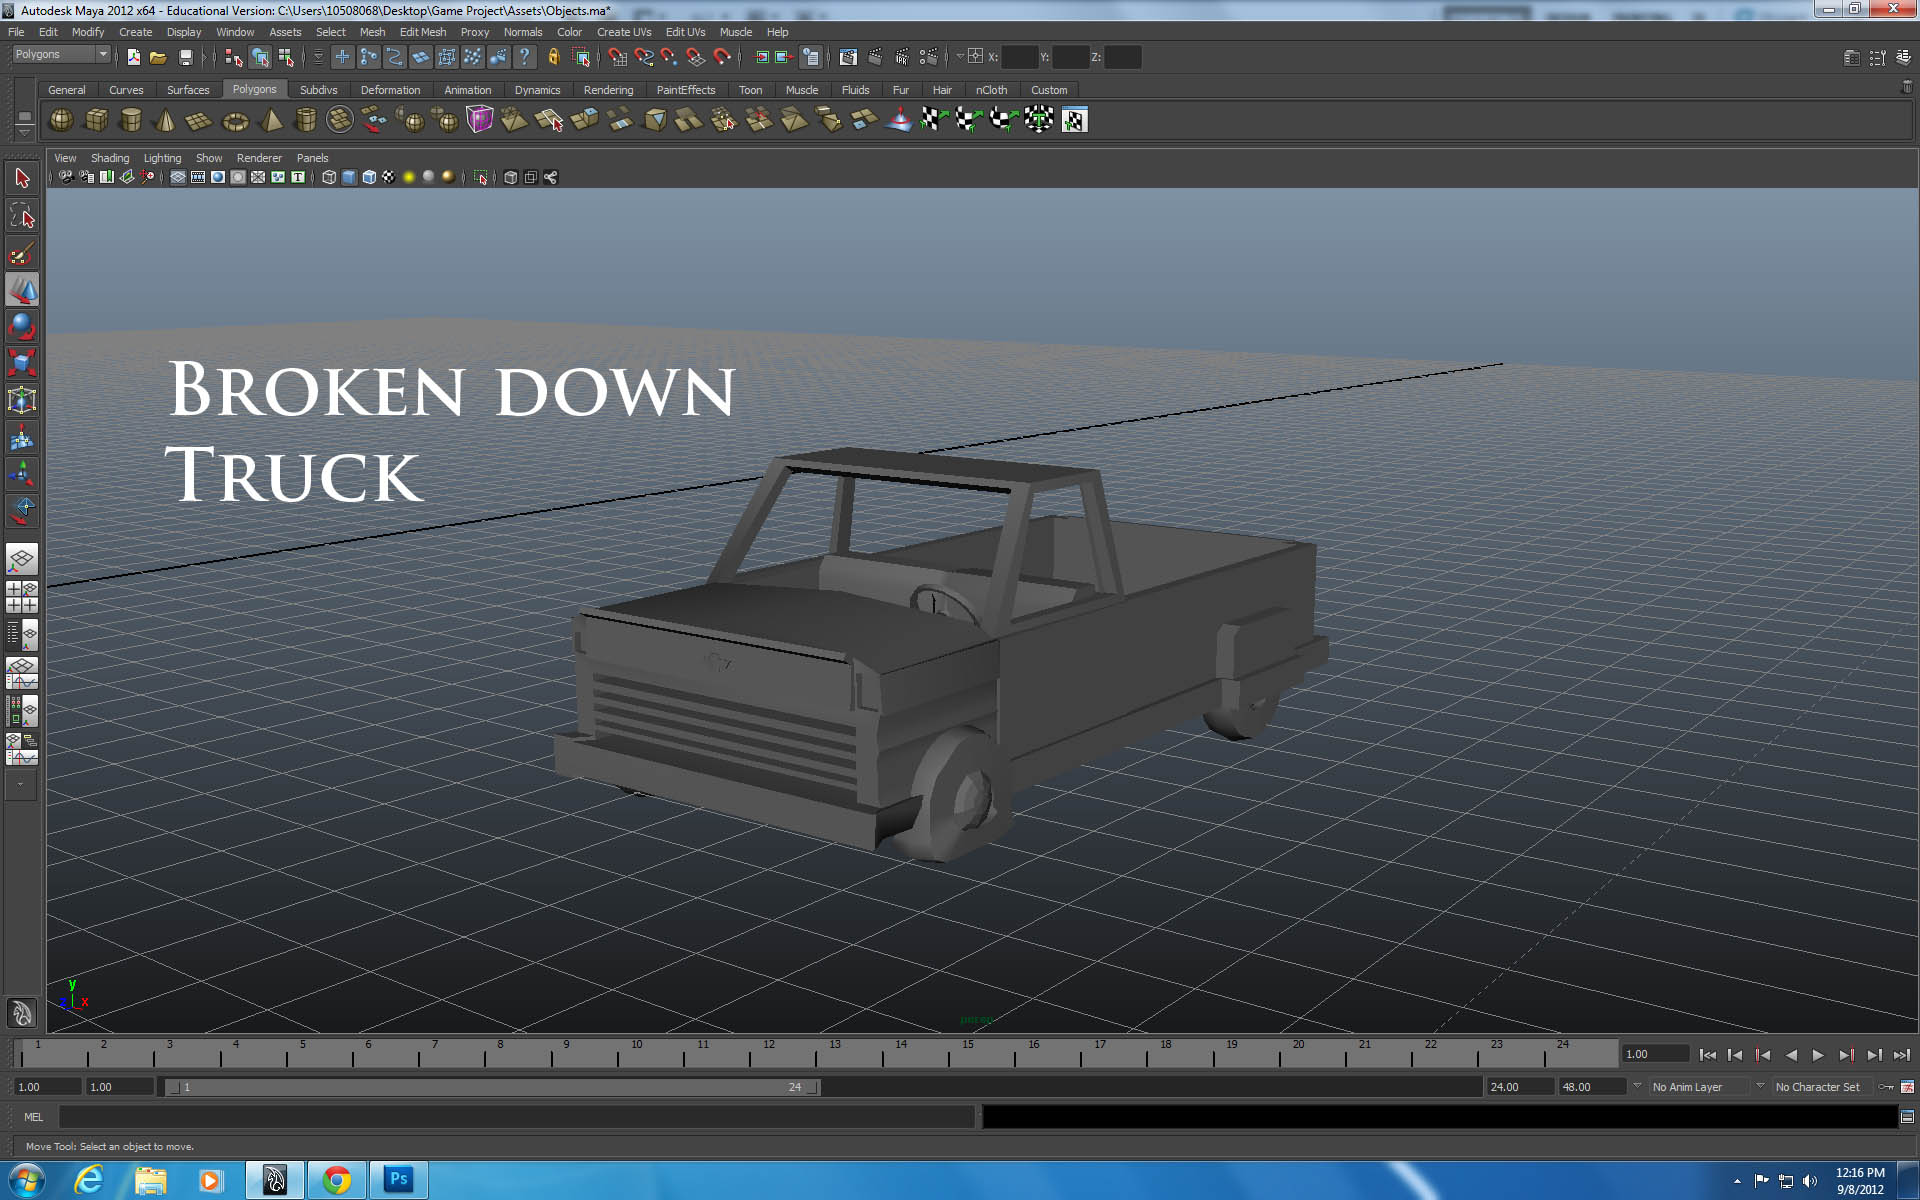 Autodesk Maya 2012 x64 - Educational Version: C:\Users\10508068\Desktop\Game Project\Assets\Objects.ma*
File Edit Modify Create Display Window Assets Select Mesh Edit Mesh Proxy Normals Color Create UVs Edit UVs Muscle Help
Polygons X: Y: Z:
General Curves Surfaces Polygons Subdivs Deformation Animation Dynamics Rendering PaintEffects Toon Muscle Fluids Fur Hair nCloth Custom
View Shading Lighting Show Renderer Panels
Broken down
Truck
y
z x
persp
1 2 3 4 5 6 7 8 9 10 11 12 13 14 15 16 17 18 19 20 21 22 23 24 1.00
1.00 1.00 1 24 24.00 48.00 No Anim Layer No Character Set
MEL
Move Tool: Select an object to move.
Ps
12:16 PM
9/8/2012